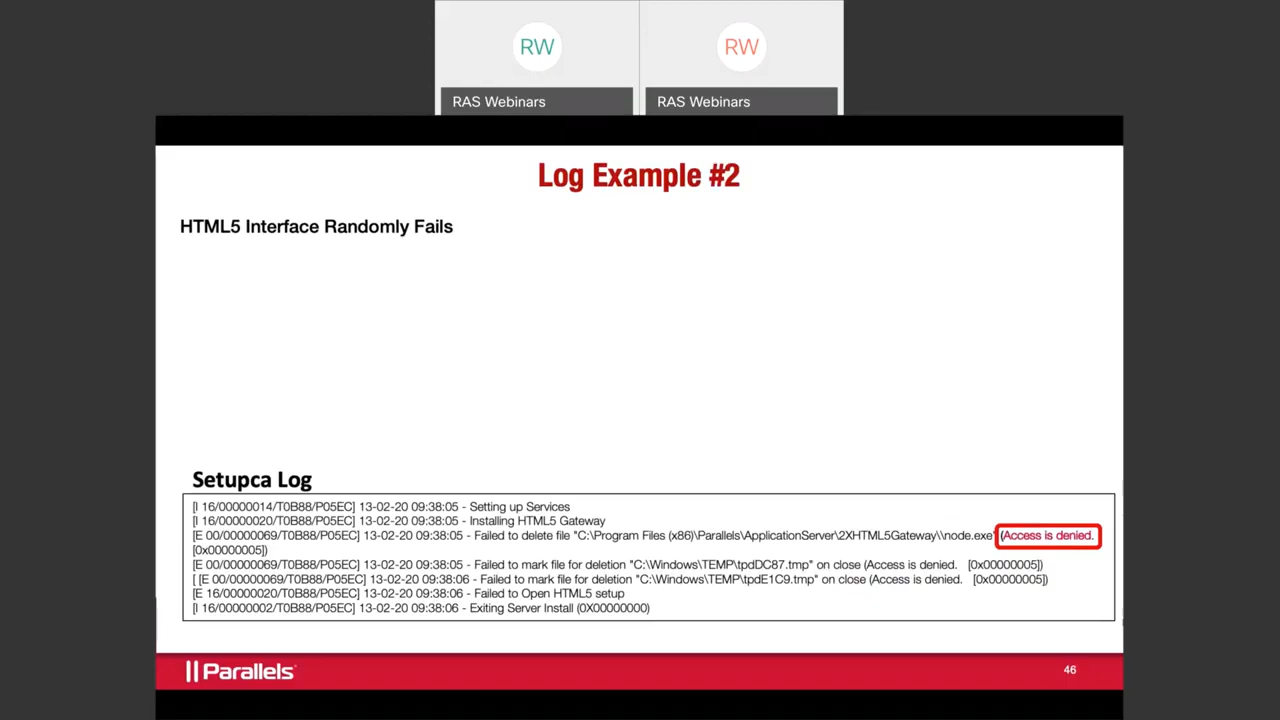 RW
RW
RAS Webinars
RAS Webinars
Log Example #2
HTML5 Interface Randomly Fails
Setupca Log
[I 16/00000014/T0B88/P05EC] 13-02-20 09:38:05 - Setting up Services
[I 16/00000020/T0B88/P05EC] 13-02-20 09:38:05 - Installing HTML5 Gateway
[E 00/00000069/T0B88/P05EC] 13-02-20 09:38:05 - Failed to delete file "C:\Program Files (x86)\Parallels\ApplicationServer\2XHTML5Gateway\\node.exe" (Access is denied.
[0x00000005])
[E 00/00000069/T0B88/P05EC] 13-02-20 09:38:05 - Failed to mark file for deletion "C:\Windows\TEMP\tpdDC87.tmp" on close (Access is denied. [0x00000005])
[ [E 00/00000069/T0B88/P05EC] 13-02-20 09:38:06 - Failed to mark file for deletion "C:\Windows\TEMP\tpdE1C9.tmp" on close (Access is denied. [0x00000005])
[E 16/00000020/T0B88/P05EC] 13-02-20 09:38:06 - Failed to Open HTML5 setup
[I 16/00000002/T0B88/P05EC] 13-02-20 09:38:06 - Exiting Server Install (0X00000000)
Parallels
46